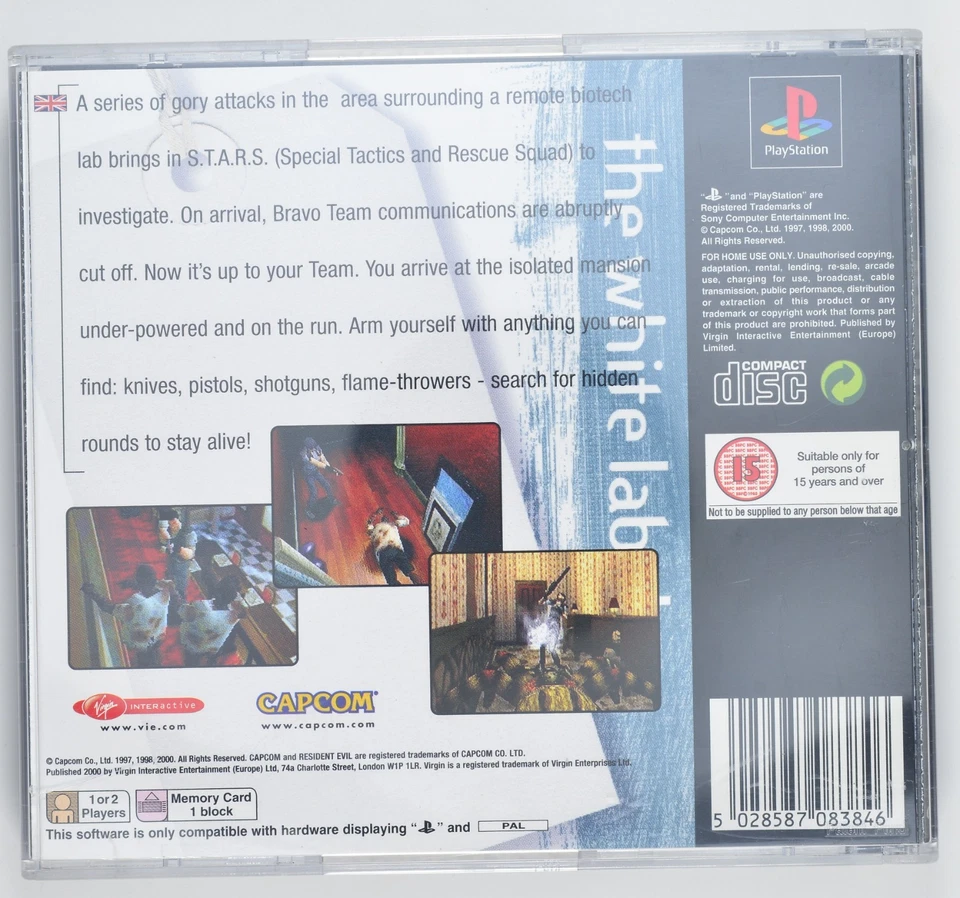 A series of gory attacks in the area surrounding a remote biotech
lab brings in S.T.A.R.S. (Special Tactics and Rescue Squad) to
investigate. On arrival, Bravo Team communications are abruptly
cut off. Now it's up to your Team. You arrive at the isolated mansion
under-powered and on the run. Arm yourself with anything you can
find: knives, pistols, shotguns, flame-throwers - search for hidden
rounds to stay alive!
the white label
Virgin INTERactive
www.vie.com
CAPCOM®
www.capcom.com
© Capcom Co., Ltd. 1997, 1998, 2000. All Rights Reserved. CAPCOM and RESIDENT EVIL are registered trademarks of CAPCOM CO. LTD.
Published 2000 by Virgin Interactive Entertainment (Europe) Ltd, 74a Charlotte Street, London W1P 1LR. Virgin is a registered trademark of Virgin Enterprises Ltd.
1 or 2
Players
Memory Card
1 block
This software is only compatible with hardware displaying " " and PAL
PlayStation
" " and "PlayStation" are
Registered Trademarks of
Sony Computer Entertainment Inc.
© Capcom Co., Ltd. 1997. 1998, 2000.
All Rights Reserved.
FOR HOME USE ONLY. Unauthorised copying,
adaptation, rental, lending, re-sale, arcade
use, charging for use, broadcast, cable
transmission, public performance, distribution
or extraction of this product or any
trademark or copyright work that forms part
of this product are prohibited. Published by
Virgin Interactive Entertainment (Europe)
Limited.
COMPACT
disc
15
Suitable only for
persons of
15 years and over
Not to be supplied to any person below that age
5 028587 083846